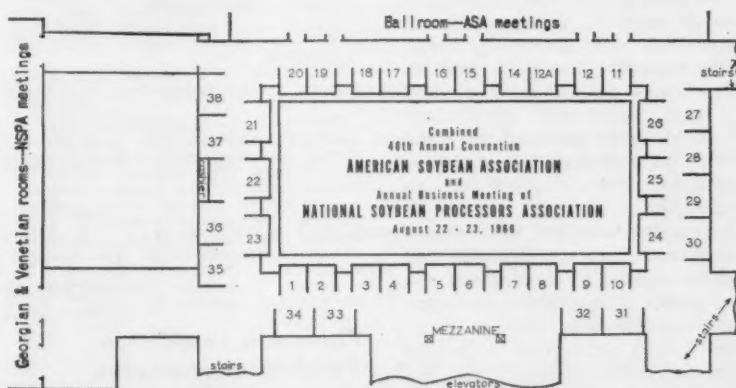 Ballroom—ASA meetings
Georgian & Venetian rooms—NSPA meetings
stairs
20 19 18 17 16 15 14 12A 12 11
38
37
36
35
21
22
23
Combined
40th Annual Convention
AMERICAN SOYBEAN ASSOCIATION
and
Annual Business Meeting of
NATIONAL SOYBEAN PROCESSORS ASSOCIATION
August 22 - 23, 1960
26
25
24
27
28
29
30
1 2 3 4 5 6 7 8 9 10
34 33
MEZZANINE
32 31
stairs
elevators
stairs